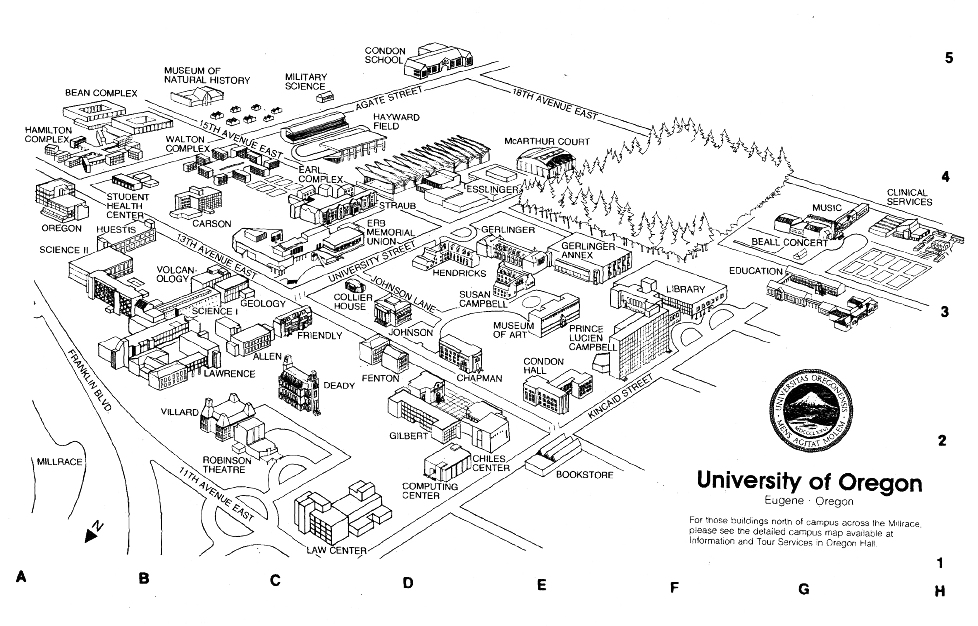 CONDON
SCHOOL
5
MUSEUM OF
NATURAL HISTORY
MILITARY
SCIENCE
BEAN COMPLEX
AGATE STREET
18TH AVENUE EAST
HAYWARD
FIELD
15TH AVENUE EAST
HAMILTON
COMPLEX
WALTON
COMPLEX
McARTHUR COURT
EARL
COMPLEX
4
ESSLINGER
CLINICAL
SERVICES
STUDENT
HEALTH
CENTER
STRAUB
MUSIC
OREGON
HUESTIS
CARSON
ERB
MEMORIAL
UNION
GERLINGER
SCIENCE II
13TH AVENUE EAST
BEALL CONCERT
GERLINGER
ANNEX
UNIVERSITY STREET
HENDRICKS
VOLCAN-
OLOGY
EDUCATION
JOHNSON LANE
LIBRARY
SUSAN
CAMPBELL
COLLIER
HOUSE
GEOLOGY
SCIENCE I
3
MUSEUM
OF ART
PRINCE
LUCIEN
CAMPBELL
FRIENDLY
JOHNSON
ALLEN
CONDON
HALL
LAWRENCE
FENTON
CHAPMAN
FRANKLIN BLVD
DEADY
KINCAID STREET
UNIVERSITAS OREGONENSIS
MENS AGITAT MOLEM
VILLARD
GILBERT
2
ROBINSON
THEATRE
CHILES
CENTER
MILLRACE
BOOKSTORE
University of Oregon
COMPUTING
CENTER
11TH AVENUE EAST
Eugene · Oregon
For those buildings north of campus across the Millrace,
please see the detailed campus map available at
Information and Tour Services in Oregon Hall.
N
LAW CENTER
1
A
B
C
D
E
F
G
H